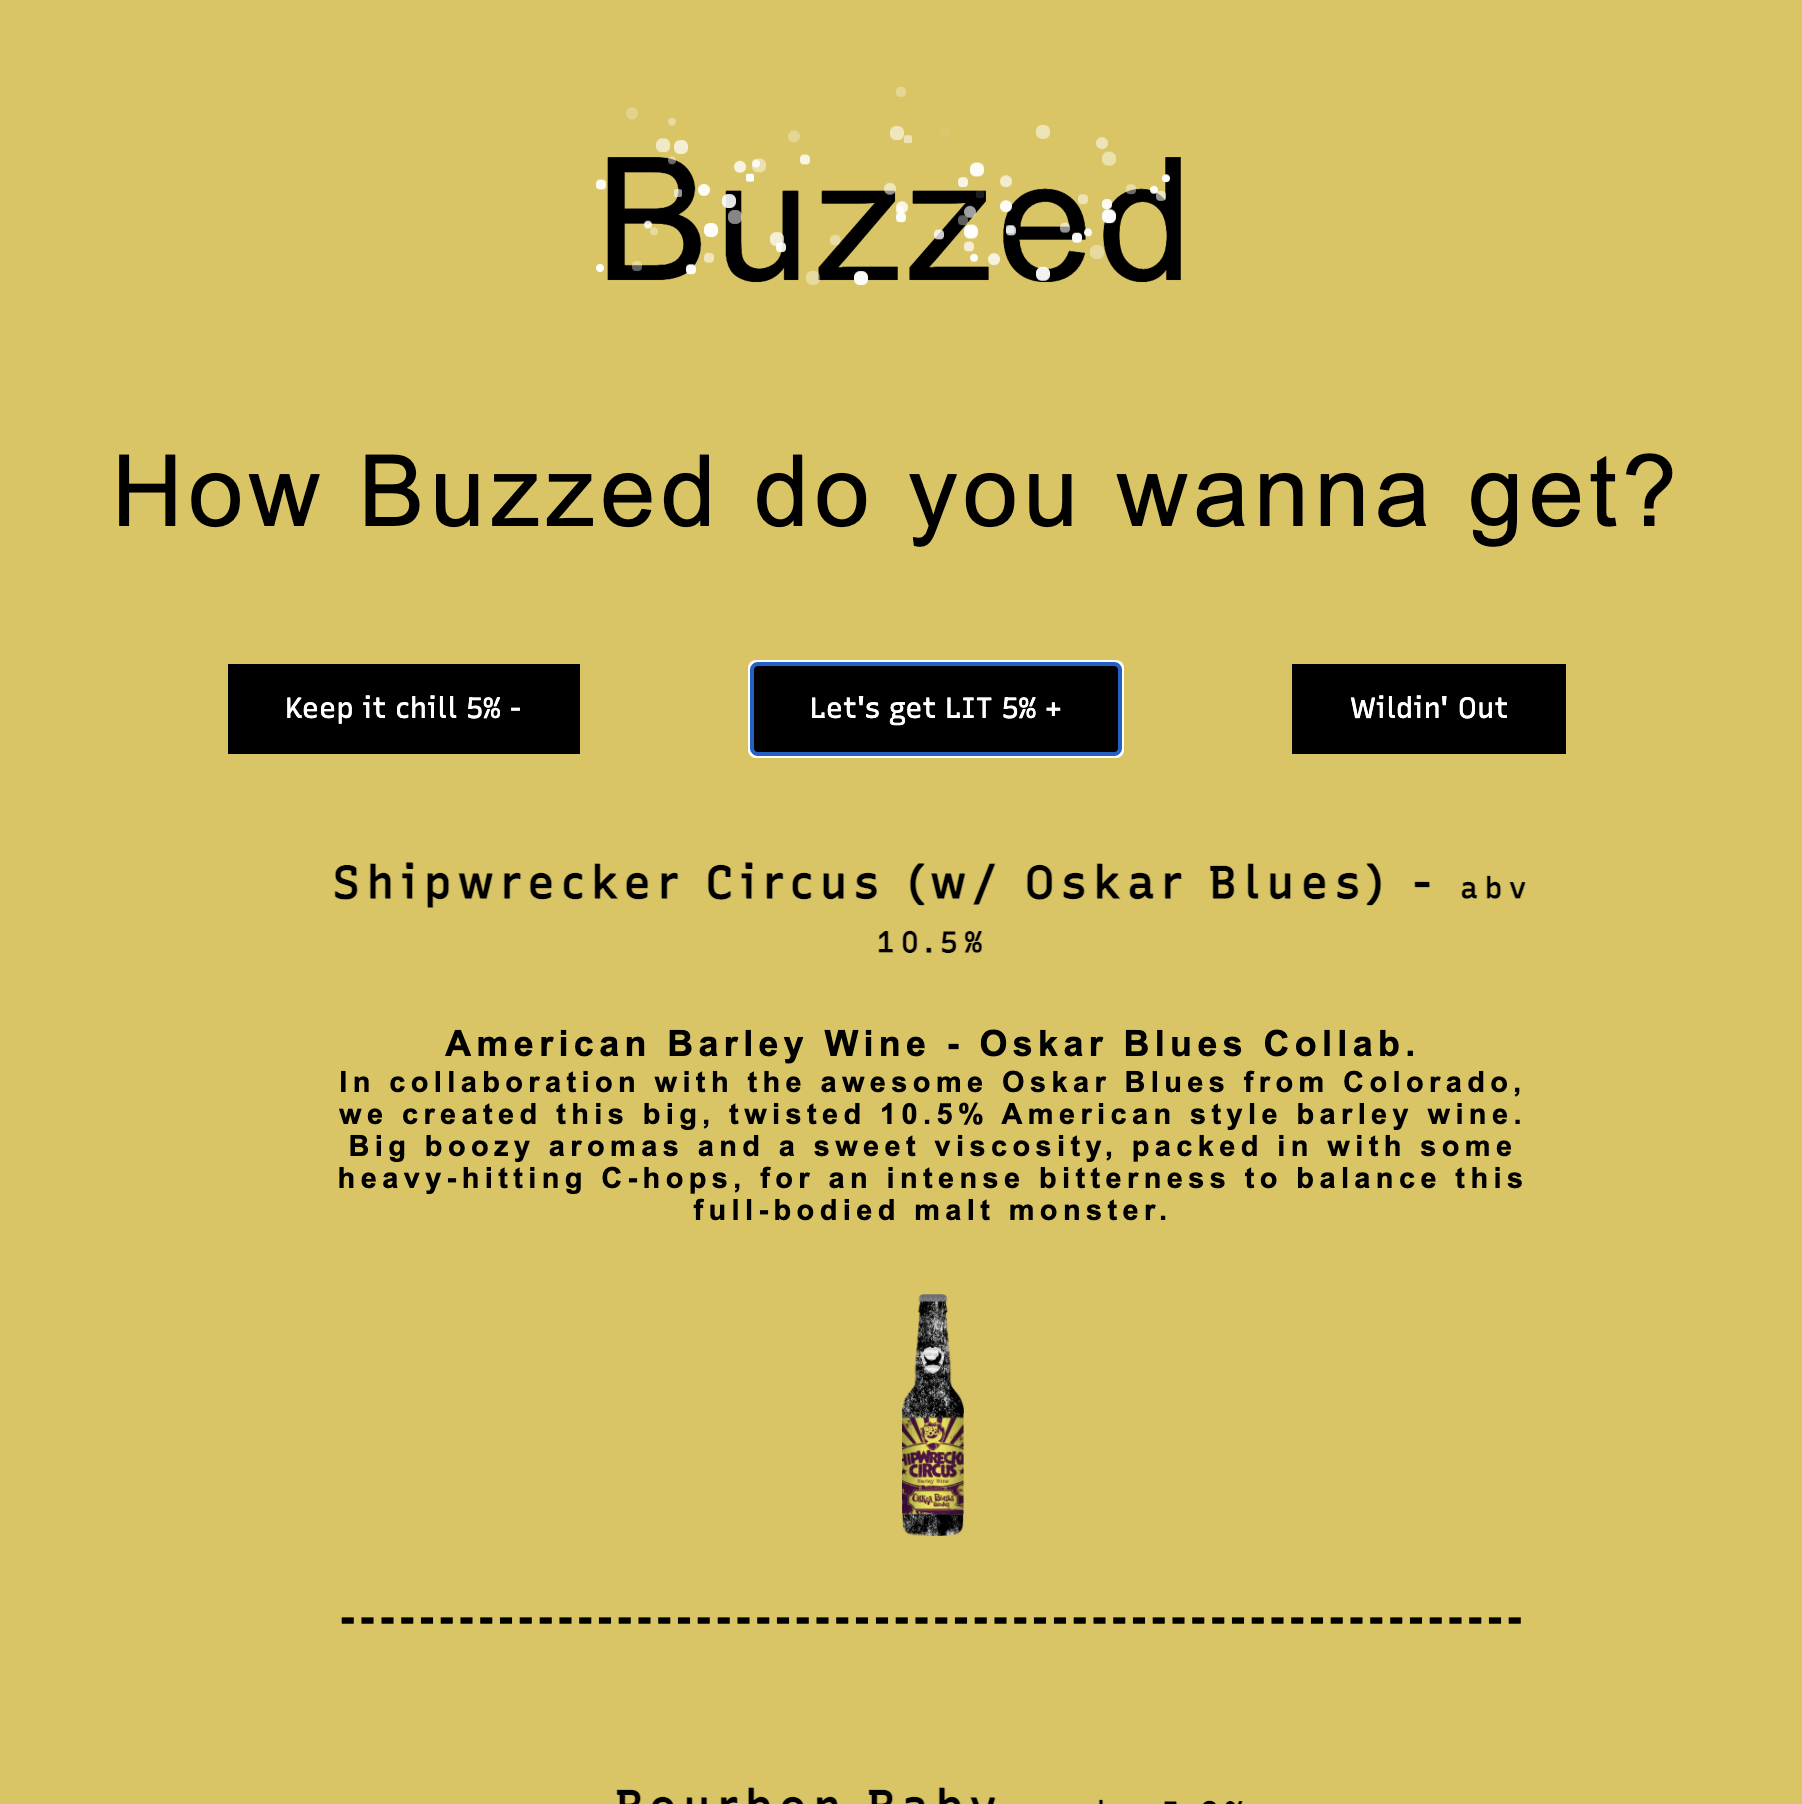 Buzzed
How Buzzed do you wanna get?
Keep it chill 5% -
Let's get LIT 5% +
Wildin' Out
Shipwrecker Circus (w/ Oskar Blues) - abv
10.5%
American Barley Wine - Oskar Blues Collab.
In collaboration with the awesome Oskar Blues from Colorado,
we created this big, twisted 10.5% American style barley wine.
Big boozy aromas and a sweet viscosity, packed in with some
heavy-hitting C-hops, for an intense bitterness to balance this
full-bodied malt monster.
CIRCUS
Barley Wine
Bourbon Baby